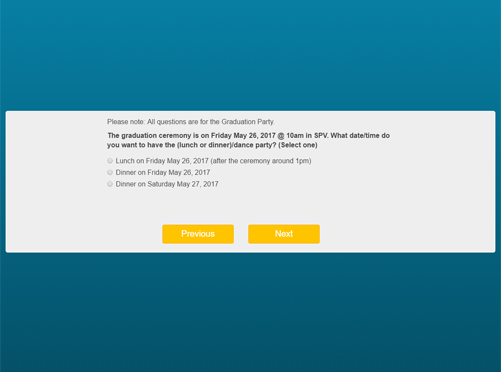 Please note: All questions are for the Graduation Party.
The graduation ceremony is on Friday May 26, 2017 @ 10am in SPV. What date/time do
you want to have the (lunch or dinner)/dance party? (Select one)
Lunch on Friday May 26, 2017 (after the ceremony around 1pm)
Dinner on Friday May 26, 2017
Dinner on Saturday May 27, 2017
Previous Next